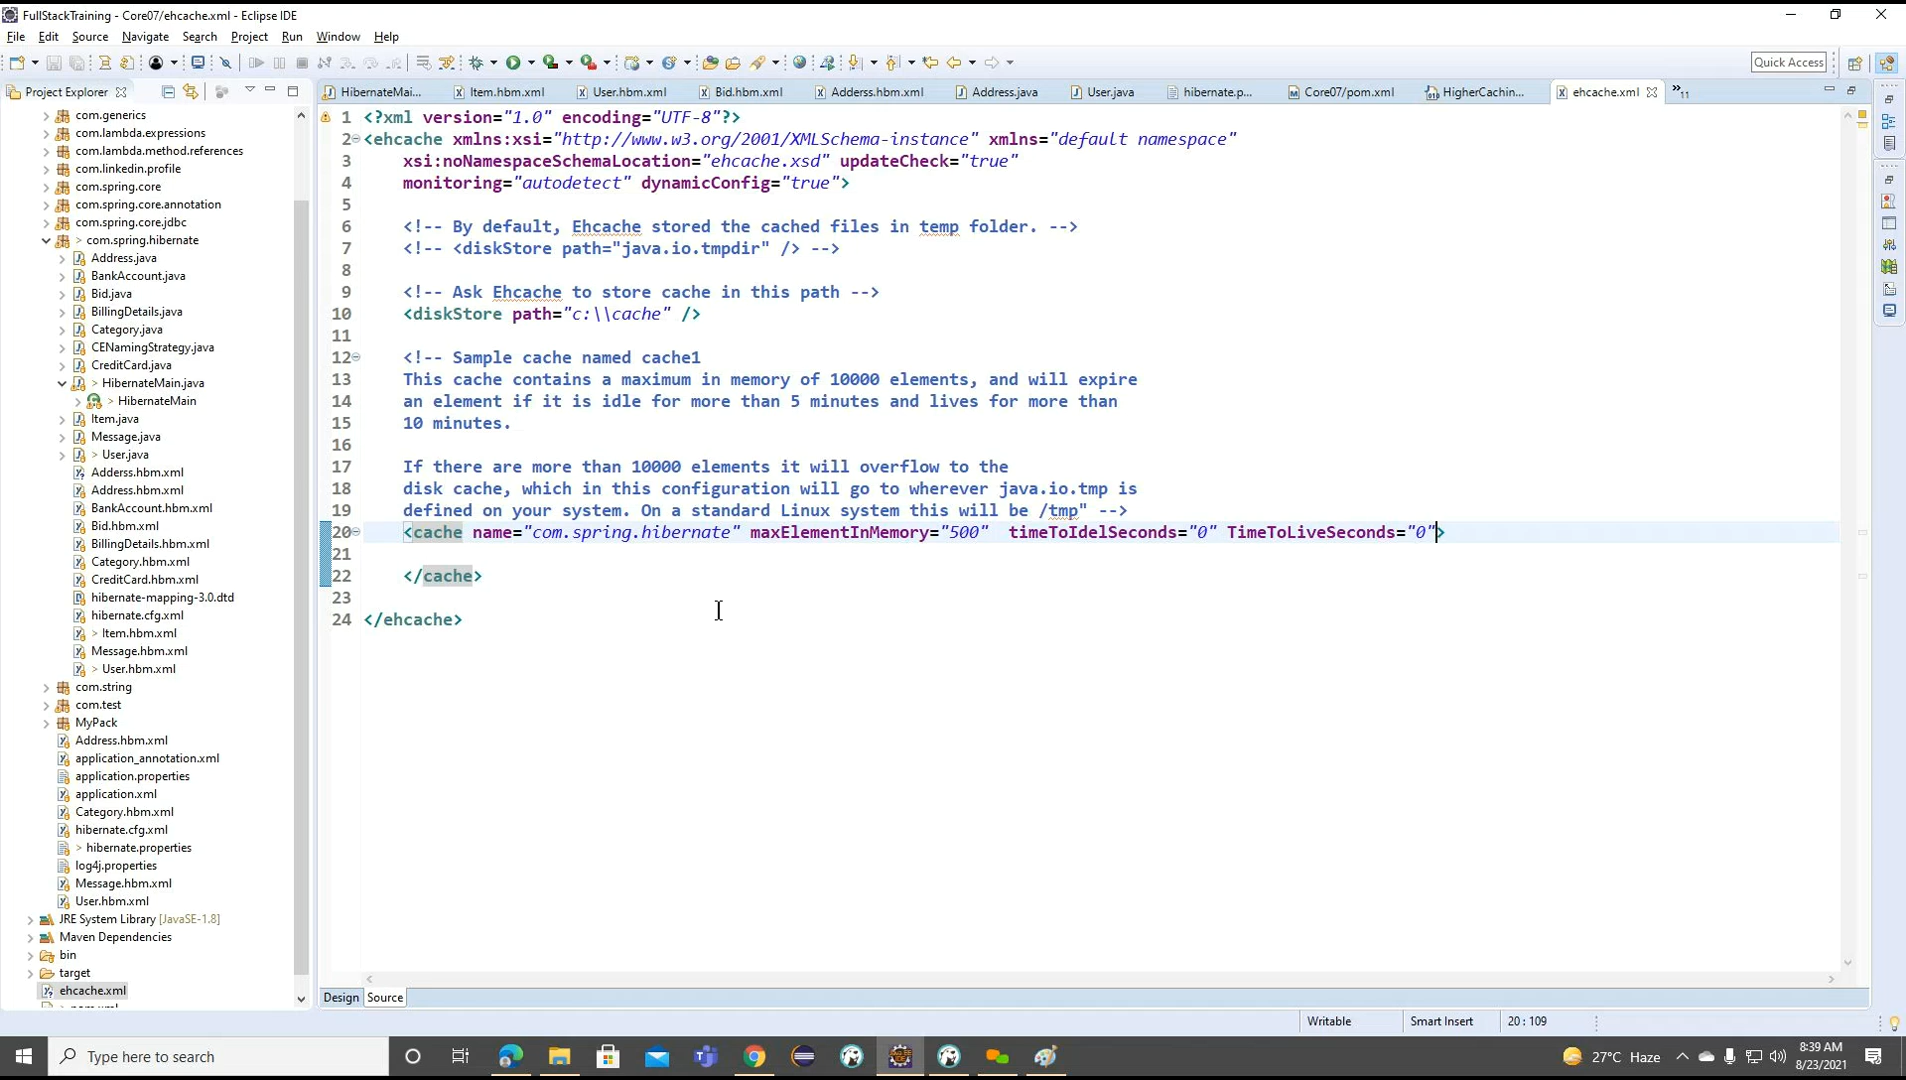 FullStackTraining - Core07/ehcache.xml - Eclipse IDE
File Edit Source Navigate Search Project Run Window Help
Quick Access
Project Explorer
com.generics
com.lambda.expressions
com.lambda.method.references
com.linkedin.profile
com.spring.core
com.spring.core.annotation
com.spring.core.jdbc
> com.spring.hibernate
Address.java
BankAccount.java
Bid.java
BillingDetails.java
Category.java
CENamingStrategy.java
CreditCard.java
> HibernateMain.java
> HibernateMain
Item.java
Message.java
> User.java
Adderss.hbm.xml
Address.hbm.xml
BankAccount.hbm.xml
Bid.hbm.xml
BillingDetails.hbm.xml
Category.hbm.xml
CreditCard.hbm.xml
hibernate-mapping-3.0.dtd
hibernate.cfg.xml
> Item.hbm.xml
Message.hbm.xml
> User.hbm.xml
com.string
com.test
MyPack
Address.hbm.xml
application_annotation.xml
application.properties
application.xml
Category.hbm.xml
hibernate.cfg.xml
> hibernate.properties
log4j.properties
Message.hbm.xml
User.hbm.xml
JRE System Library [JavaSE-1.8]
Maven Dependencies
bin
target
ehcache.xml
HibernateMai... Item.hbm.xml User.hbm.xml Bid.hbm.xml Adderss.hbm.xml Address.java User.java hibernate.p... Core07/pom.xml HigherCachin... ehcache.xml »11
1 <?xml version="1.0" encoding="UTF-8"?>
2 <ehcache xmlns:xsi="http://www.w3.org/2001/XMLSchema-instance" xmlns="default namespace"
3 xsi:noNamespaceSchemaLocation="ehcache.xsd" updateCheck="true"
4 monitoring="autodetect" dynamicConfig="true">
5
6 <!-- By default, Ehcache stored the cached files in temp folder. -->
7 <!-- <diskStore path="java.io.tmpdir" /> -->
8
9 <!-- Ask Ehcache to store cache in this path -->
10 <diskStore path="c:\\cache" />
11
12 <!-- Sample cache named cache1
13 This cache contains a maximum in memory of 10000 elements, and will expire
14 an element if it is idle for more than 5 minutes and lives for more than
15 10 minutes.
16
17 If there are more than 10000 elements it will overflow to the
18 disk cache, which in this configuration will go to wherever java.io.tmp is
19 defined on your system. On a standard Linux system this will be /tmp" -->
20 <cache name="com.spring.hibernate" maxElementInMemory="500" timeToIdelSeconds="0" TimeToLiveSeconds="0">
21
22 </cache>
23
24 </ehcache>
Design Source
Writable Smart Insert 20 : 109
Type here to search
27°C Haze
8:39 AM
8/23/2021